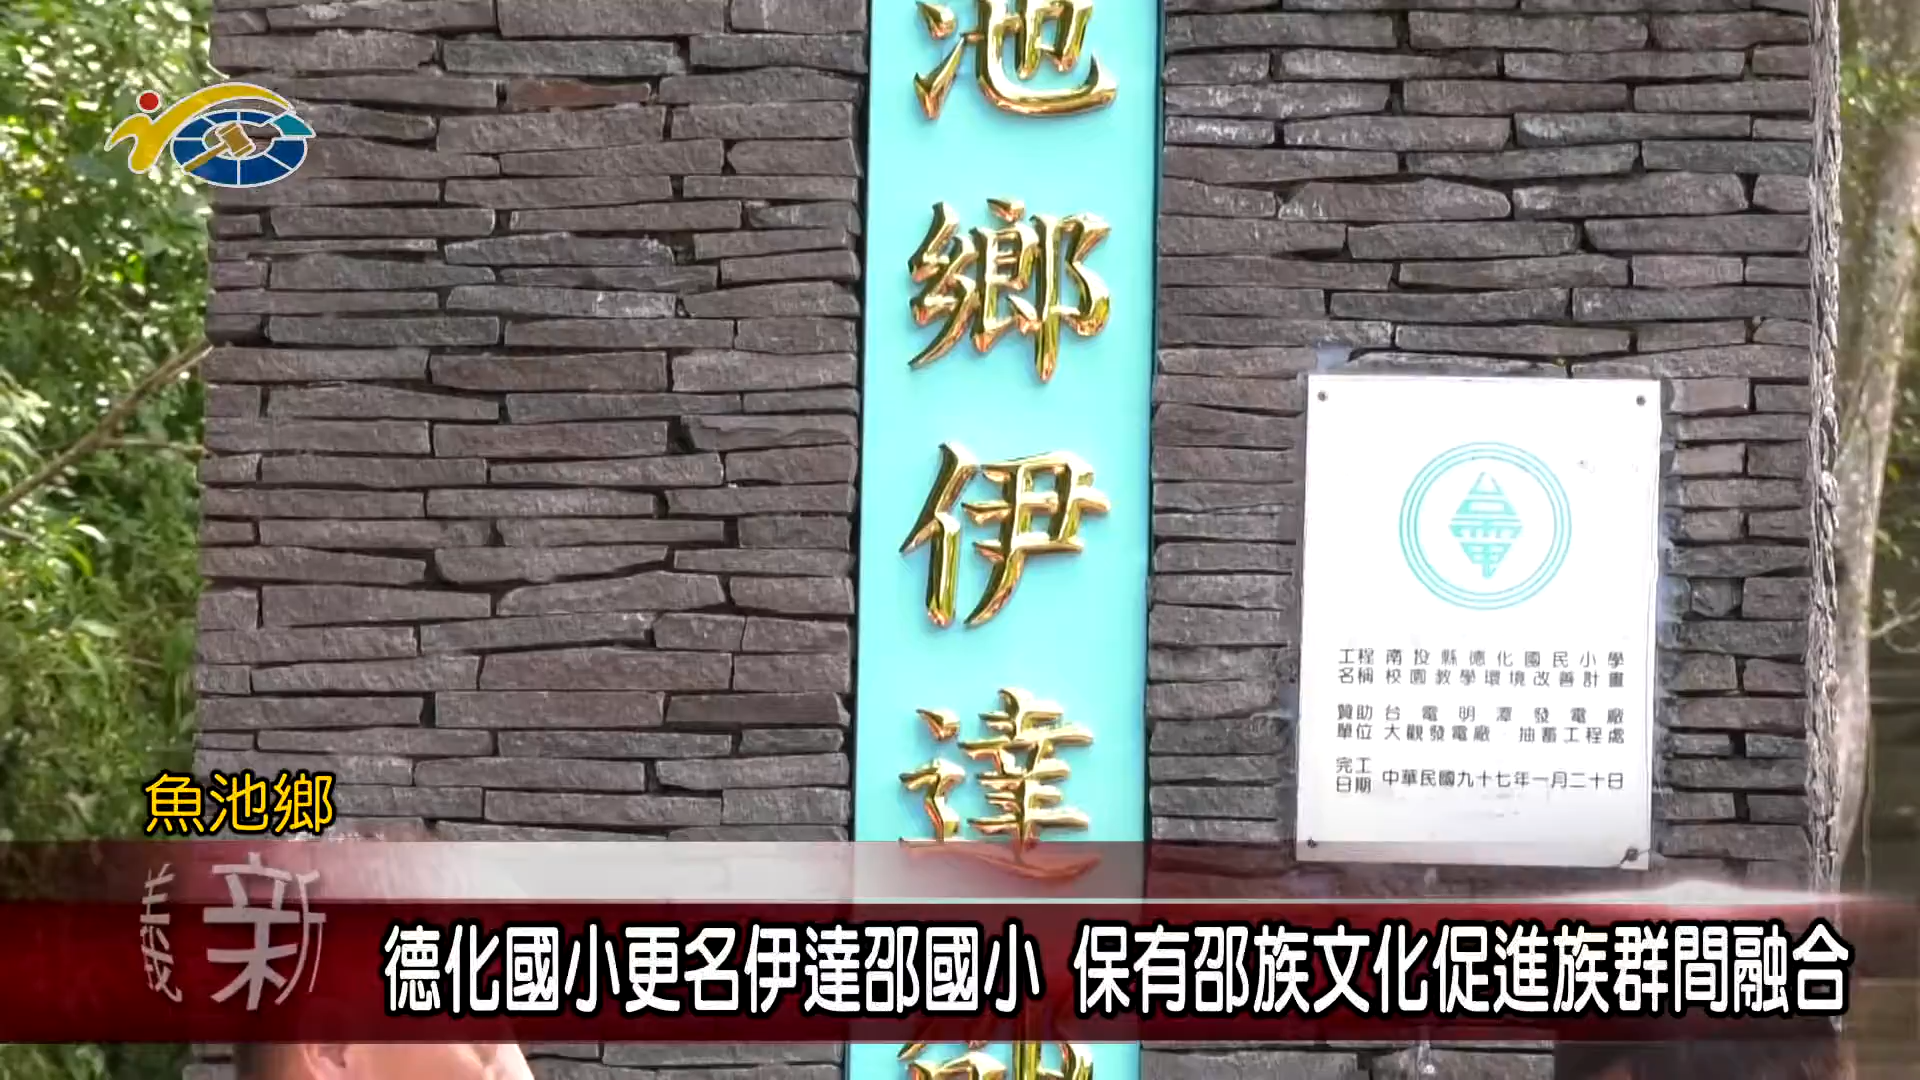 池鄉伊達邵
工程 南投縣德化國民小學
名稱 校園教學環境改善計畫
贊助 台電明潭發電廠
單位 大觀發電廠·抽蓄工程處
完工
日期 中華民國九十七年一月二十日
魚池鄉
新
德化國小更名伊達邵國小 保有邵族文化促進族群間融合